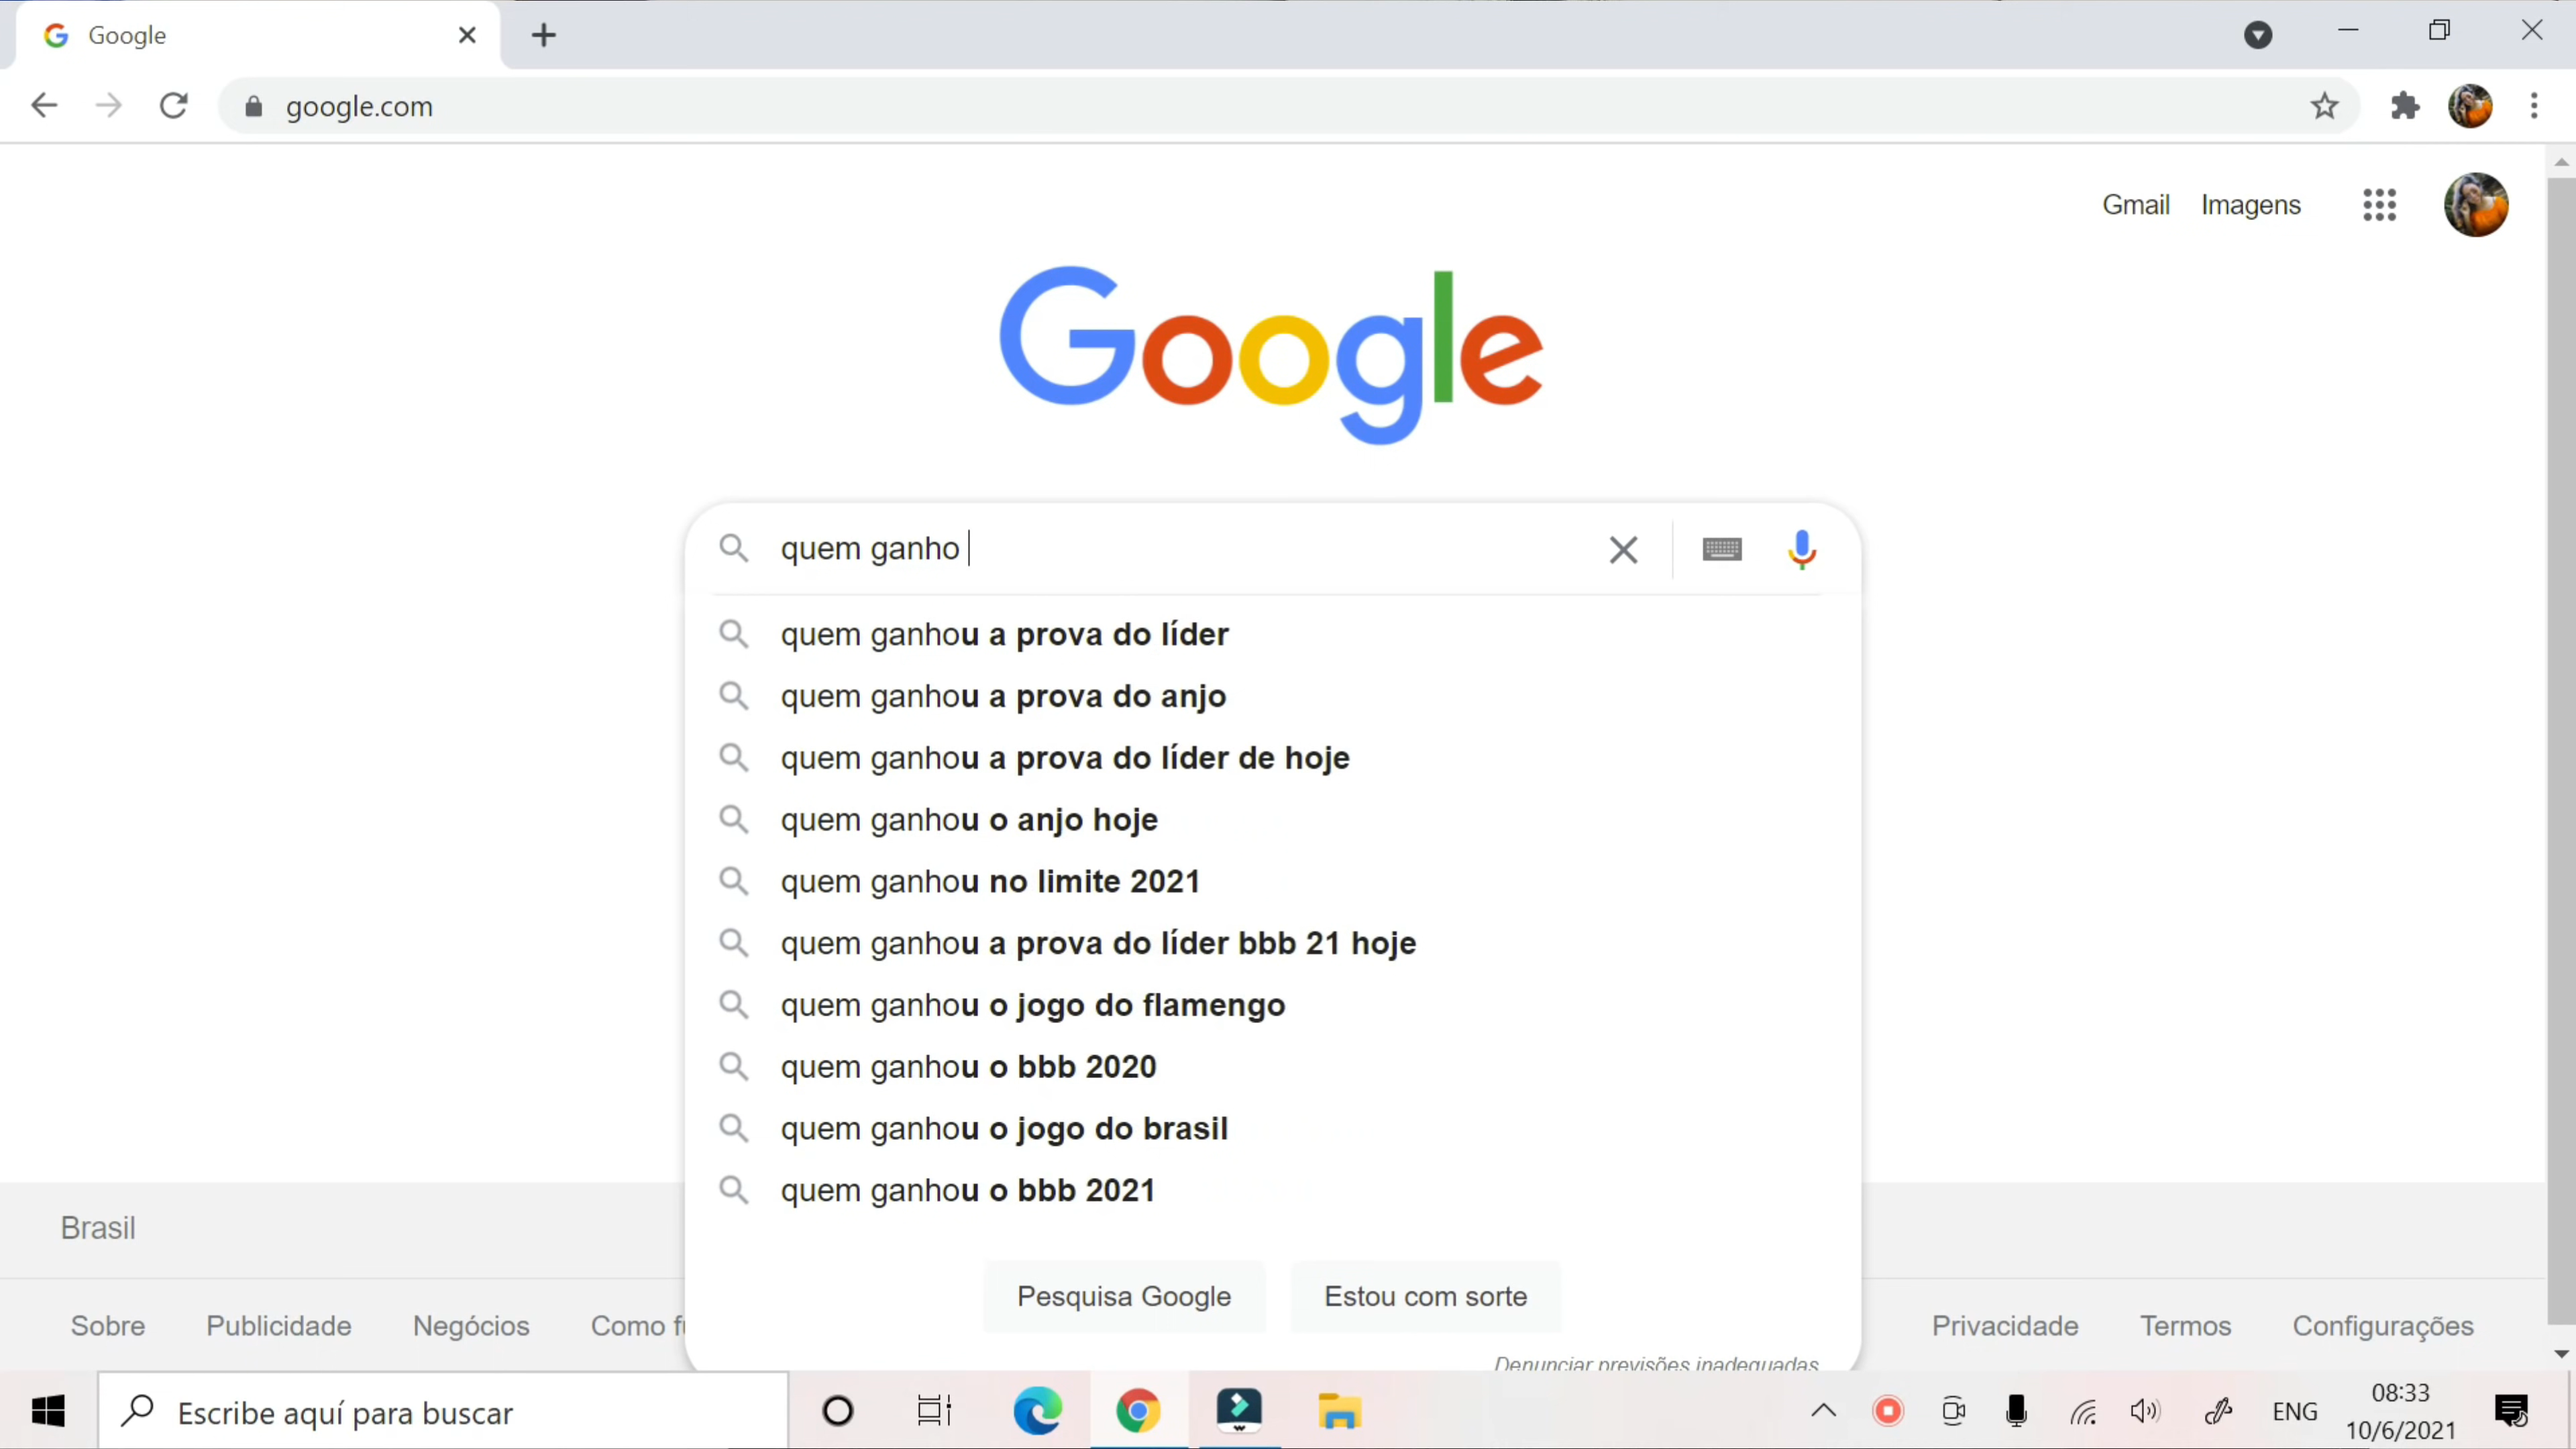 Google
google.com
Gmail Imagens
Google
quem ganho
quem ganhou a prova do líder
quem ganhou a prova do anjo
quem ganhou a prova do líder de hoje
quem ganhou o anjo hoje
quem ganhou no limite 2021
quem ganhou a prova do líder bbb 21 hoje
quem ganhou o jogo do flamengo
quem ganhou o bbb 2020
quem ganhou o jogo do brasil
quem ganhou o bbb 2021
Brasil
Pesquisa Google Estou com sorte
Sobre Publicidade Negócios Como Privacidade Termos Configurações
Denunciar previsões inadequadas
Escribe aquí para buscar
ENG
08:33
10/6/2021